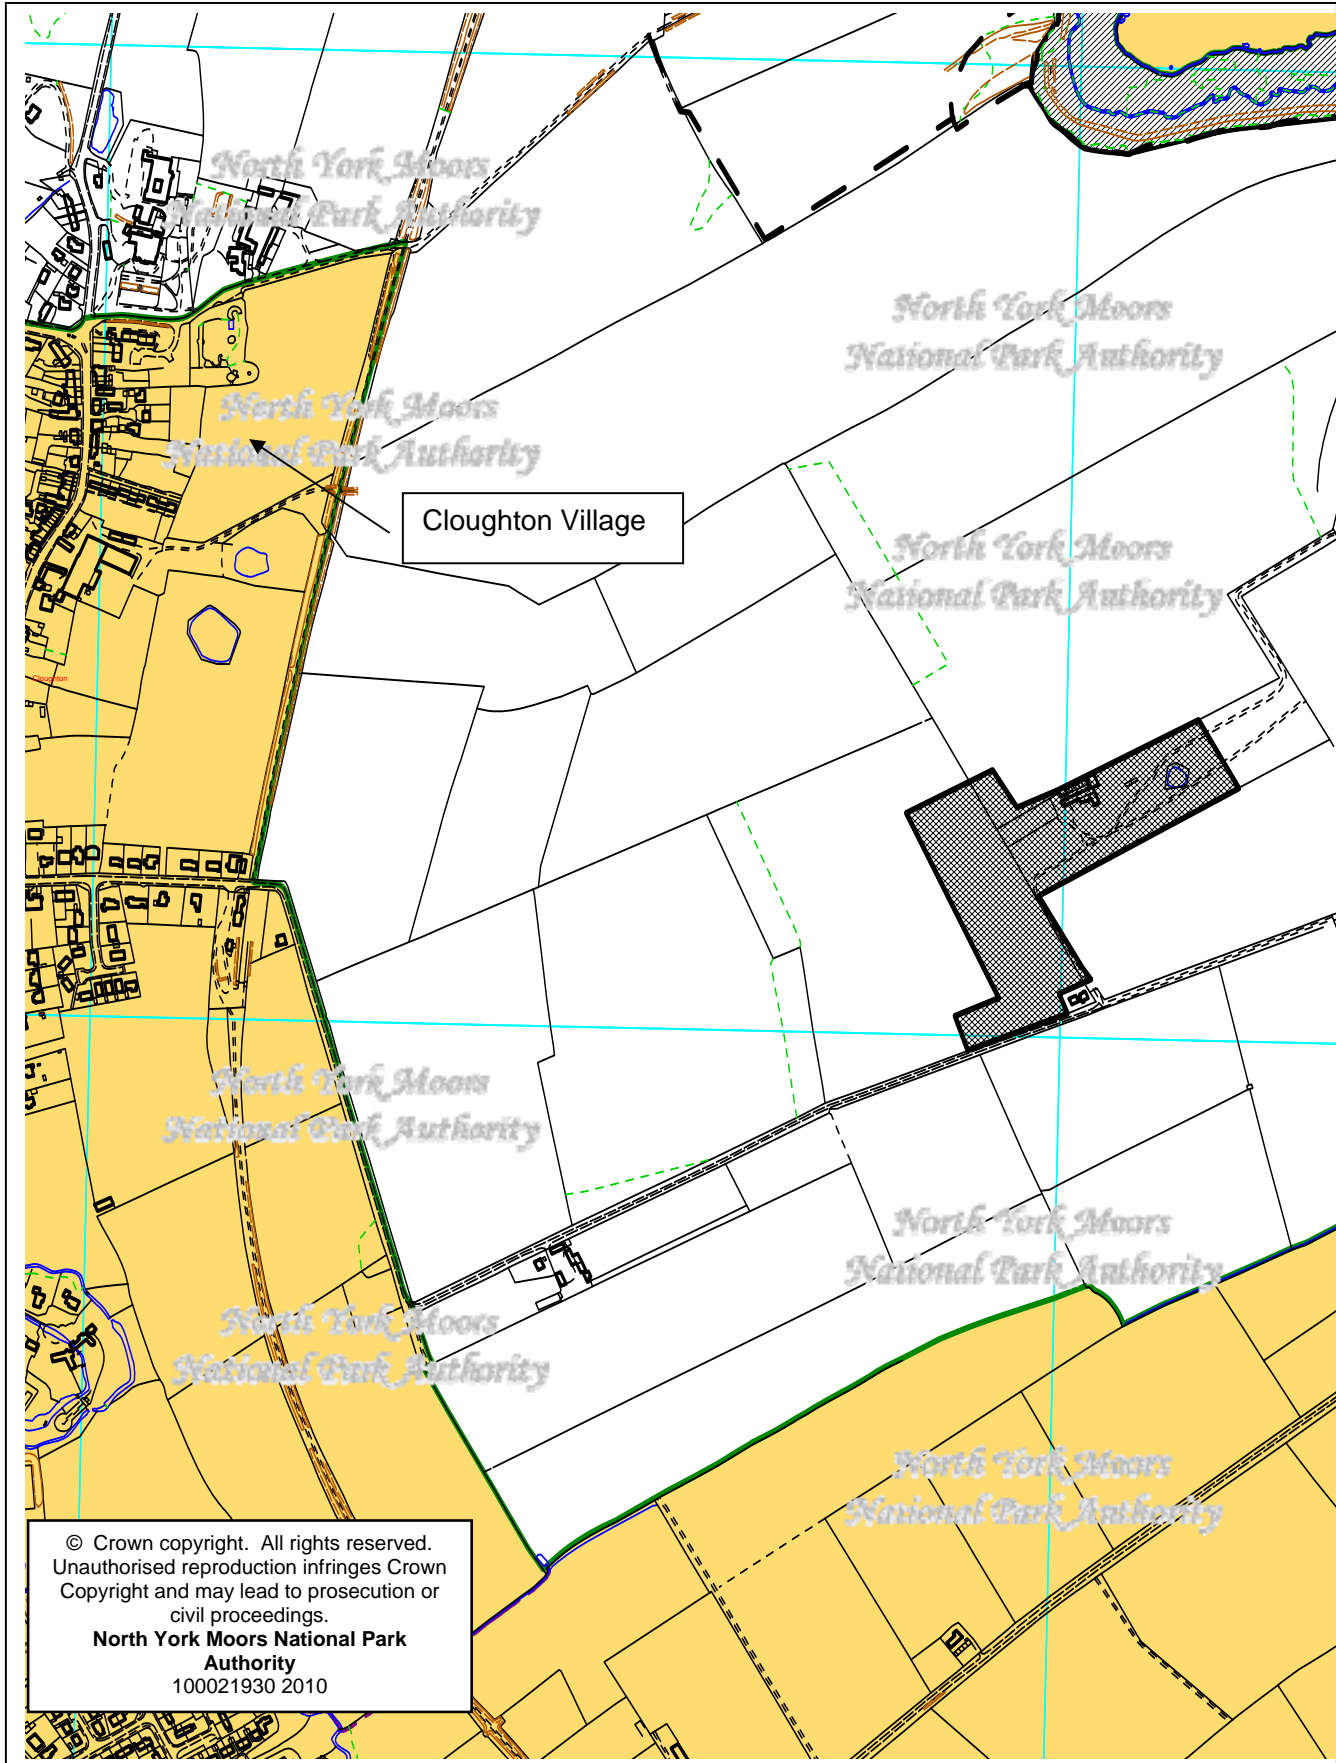 North York Moors
National Park Authority
North York Moors
National Park Authority
North York Moors
National Park Authority
Cloughton Village
North York Moors
National Park Authority
Cloughton
North York Moors
National Park Authority
North York Moors
National Park Authority
North York Moors
National Park Authority
North York Moors
National Park Authority
© Crown copyright. All rights reserved.
Unauthorised reproduction infringes Crown
Copyright and may lead to prosecution or
civil proceedings.
North York Moors National Park
Authority
100021930 2010